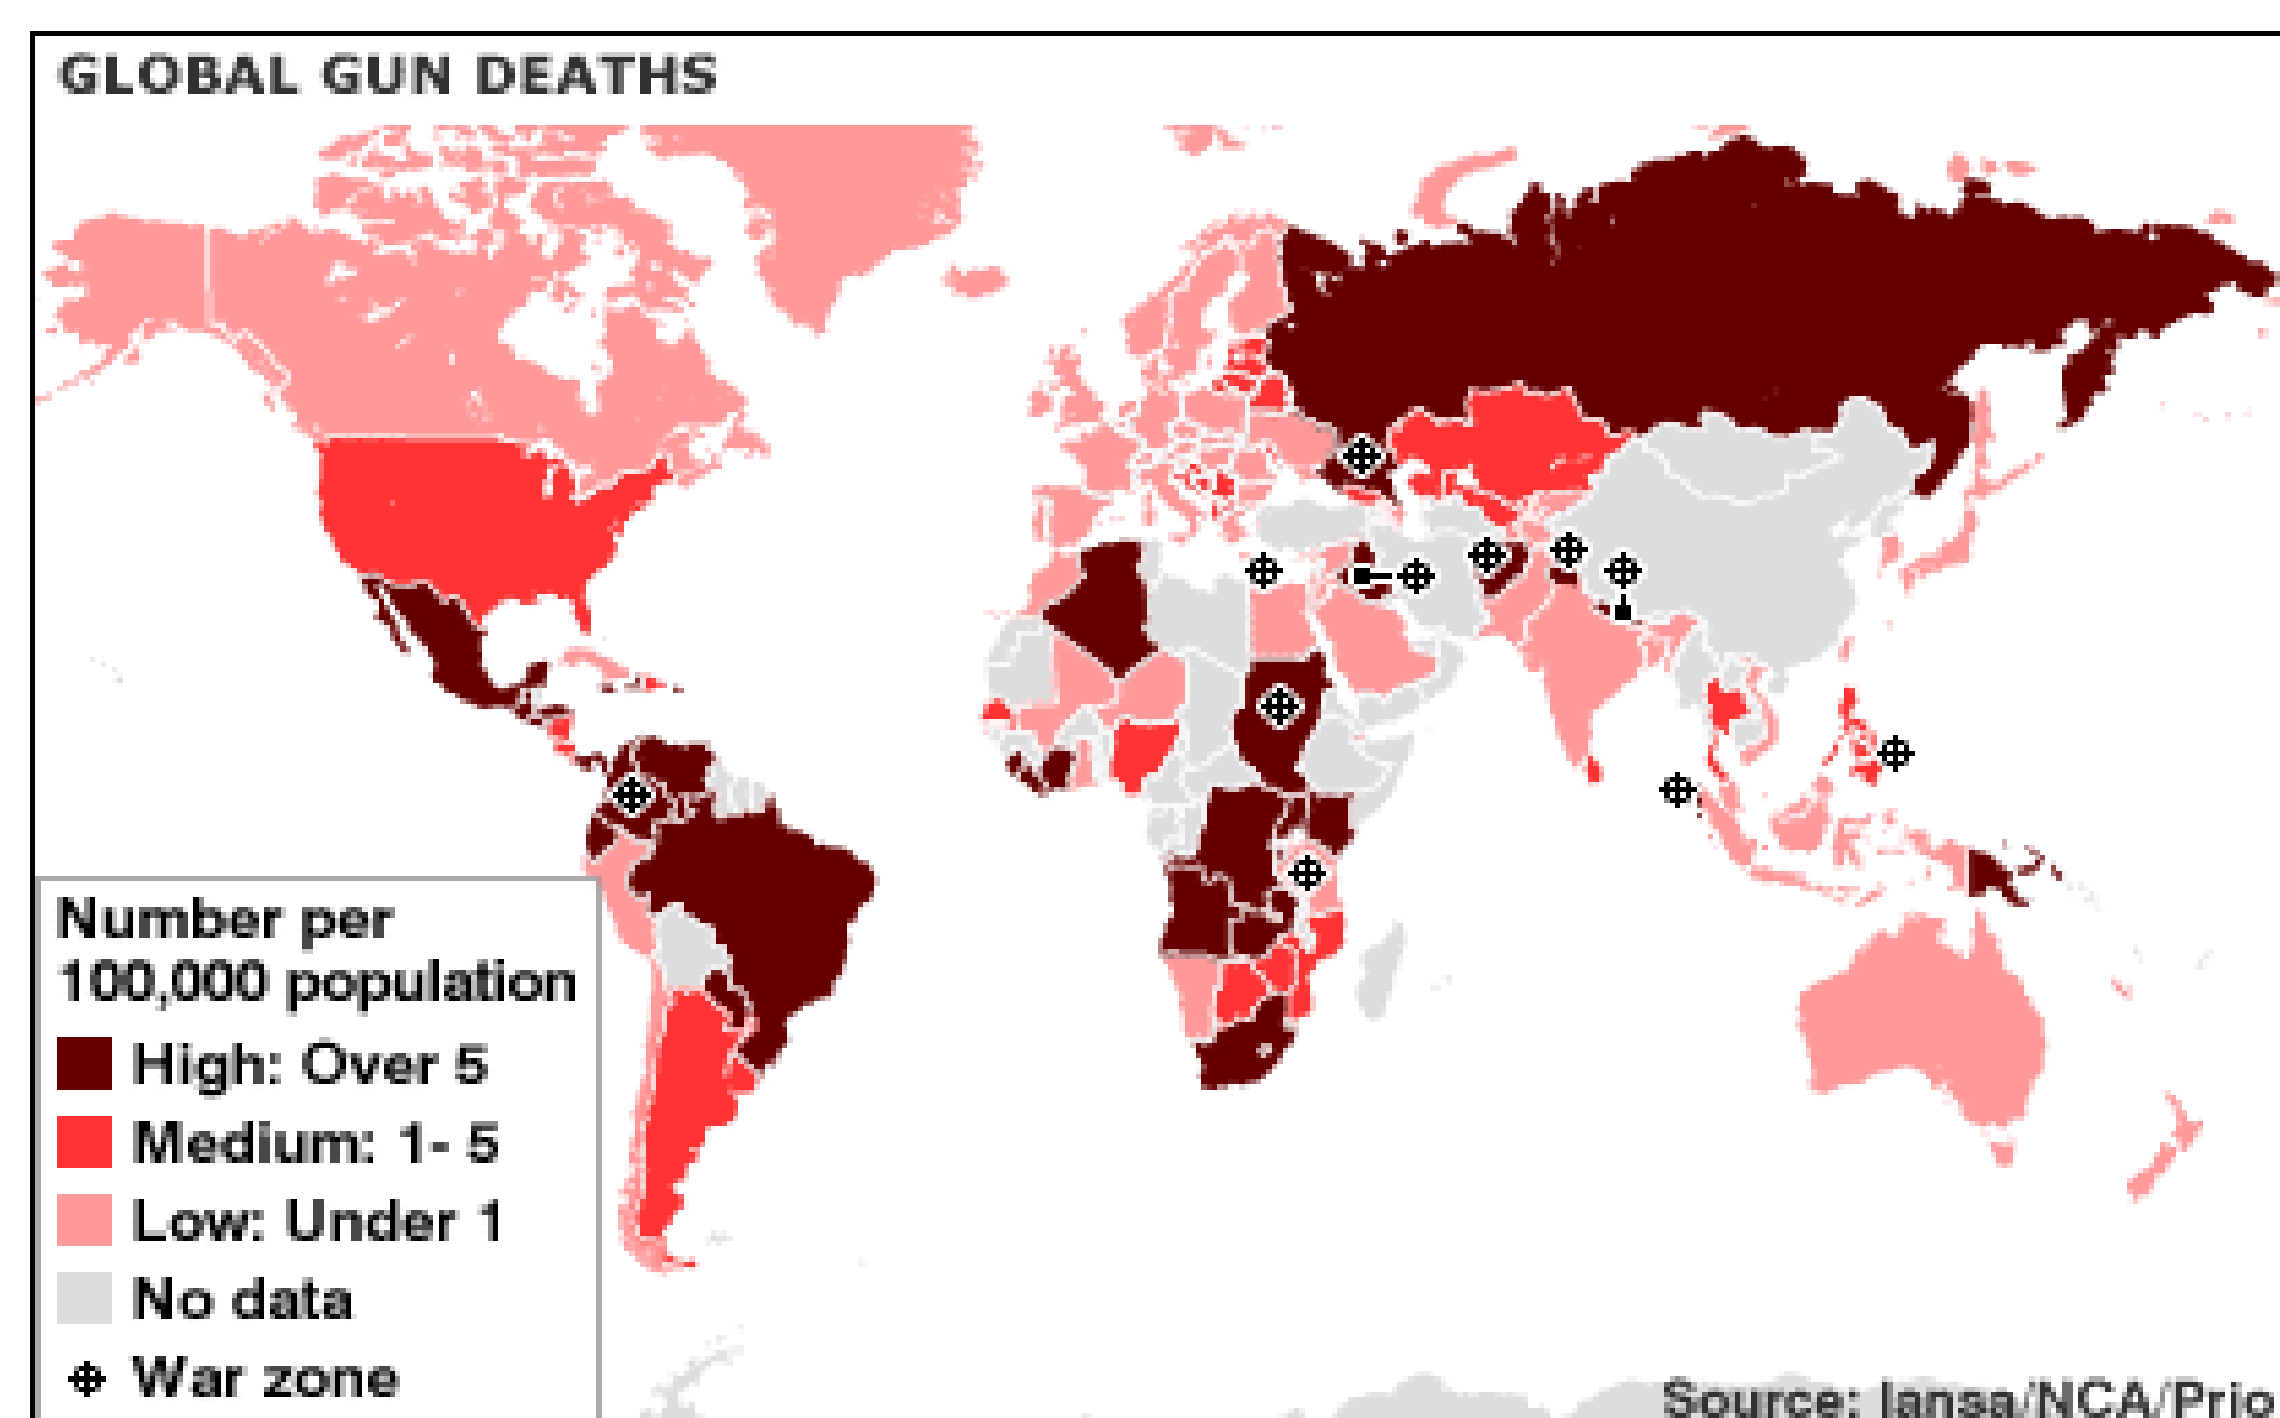 GLOBAL GUN DEATHS
Number per
100,000 population
High: Over 5
Medium: 1- 5
Low: Under 1
No data
War zone
Source: Iansa/NCA/Prio